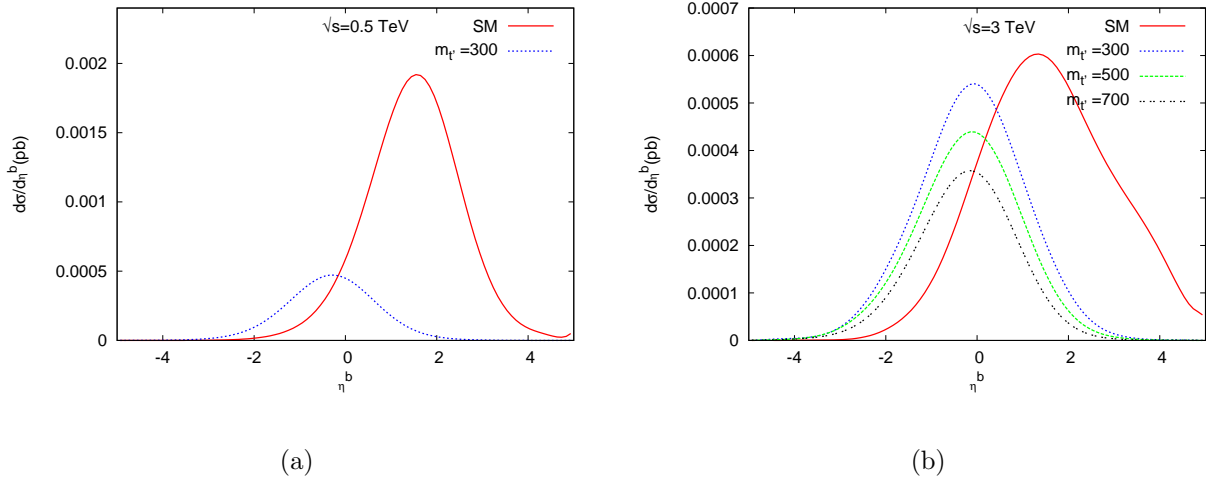 √s=0.5 TeV
SM
m_t' =300
dσ/dη^b(pb)
0.002
0.0015
0.001
0.0005
0
-4 -2 0 2 4
η^b
(a)
√s=3 TeV
SM
m_t' =300
m_t' =500
m_t' =700
dσ/dη^b(pb)
0.0007
0.0006
0.0005
0.0004
0.0003
0.0002
0.0001
0
-4 -2 0 2 4
η^b
(b)